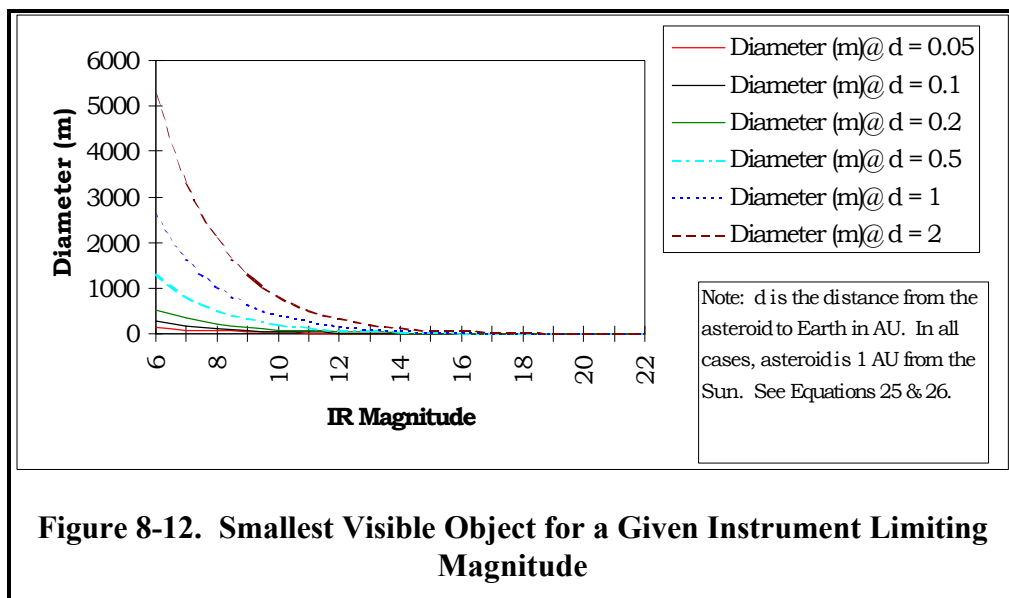 6000
5000
4000
3000
2000
1000
0
Diameter (m)
6
8
10
12
14
16
18
20
22
IR Magnitude
Diameter (m)@ d = 0.05
Diameter (m)@ d = 0.1
Diameter (m)@ d = 0.2
Diameter (m)@ d = 0.5
Diameter (m)@ d = 1
Diameter (m)@ d = 2
Note: d is the distance from the
asteroid to Earth in AU. In all
cases, asteroid is 1 AU from the
Sun. See Equations 25 & 26.
Figure 8-12. Smallest Visible Object for a Given Instrument Limiting
Magnitude